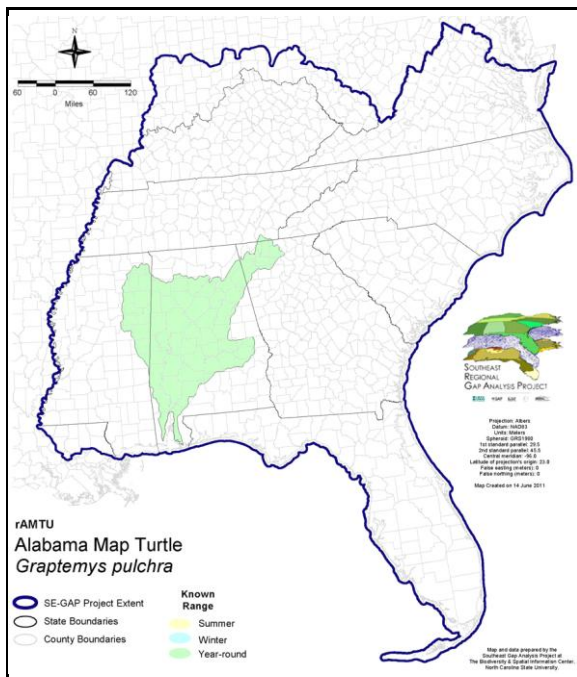 N
60 0 60 120
Miles
SOUTHEAST
REGIONAL
GAP ANALYSIS PROJECT
Projection: Albers
Datum: NAD83
Units: Meters
Spheroid: GRS1980
1st standard parallel: 29.5
2nd standard parallel: 45.5
Central meridian: -96.0
Latitude of projection's origin: 23.0
False easting (meters): 0
False northing (meters): 0
Map Created on 14 June 2011
rAMTU
Alabama Map Turtle
Graptemys pulchra
SE-GAP Project Extent
State Boundaries
County Boundaries
Known
Range
Summer
Winter
Year-round
Map and data prepared by the
Southeast Gap Analysis Project at
The Biodiversity & Spatial Information Center,
North Carolina State University.